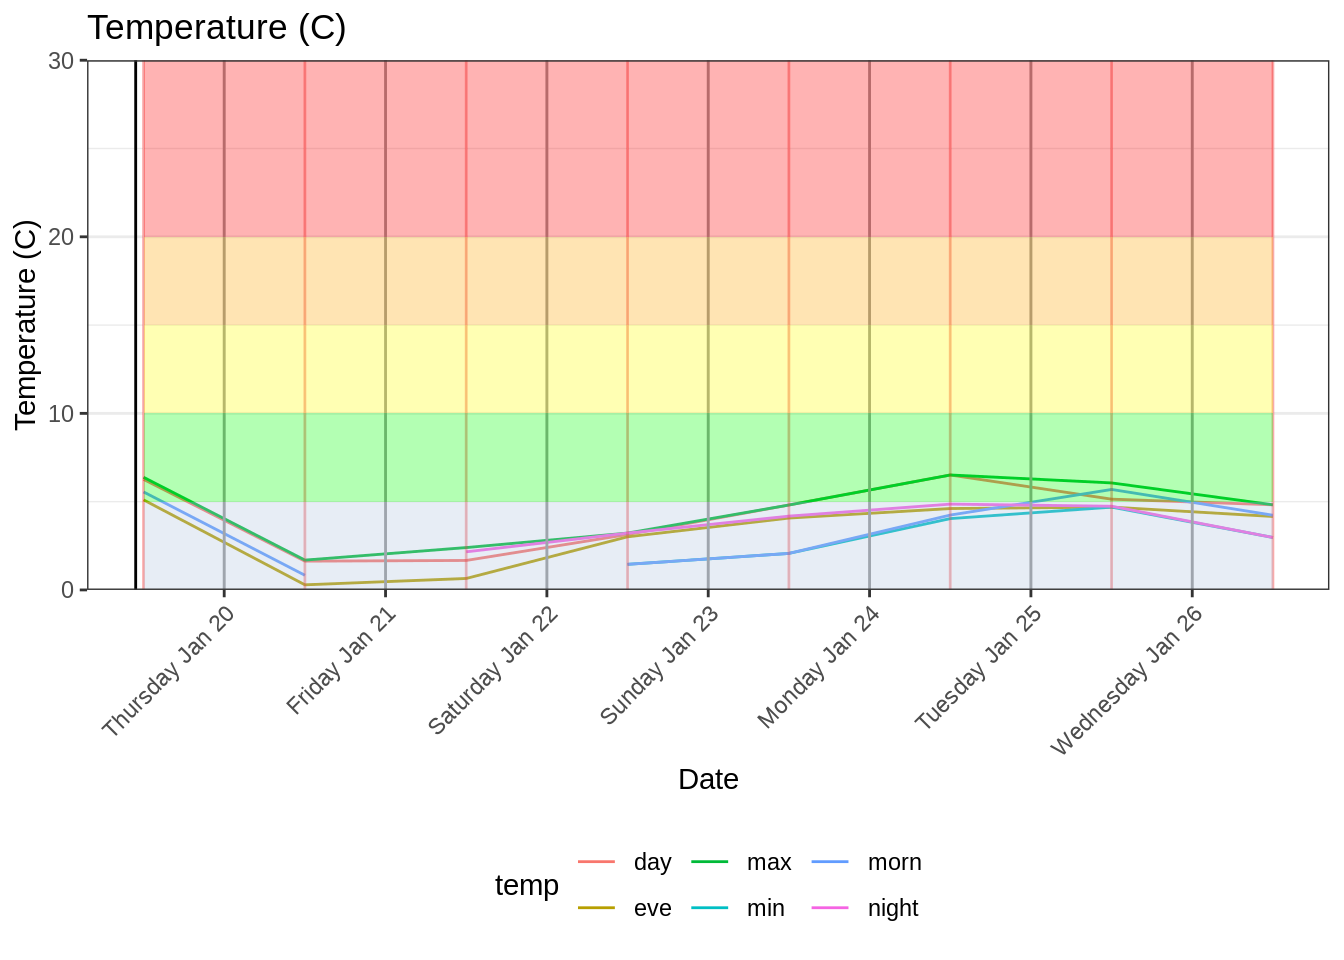 Temperature (C)
30
20
10
0
Temperature (C)
Thursday Jan 20
Friday Jan 21
Saturday Jan 22
Sunday Jan 23
Monday Jan 24
Tuesday Jan 25
Wednesday Jan 26
Date
temp
day
max
morn
eve
min
night